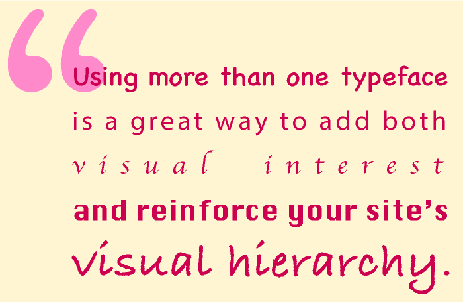 “
Using more than one typeface
is a great way to add both
visual interest
and reinforce your site's
visual hierarchy.